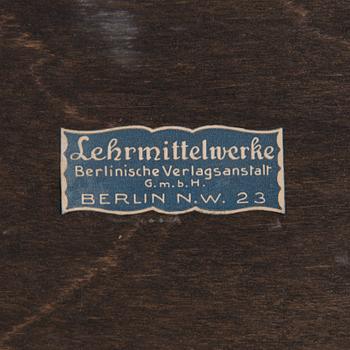 Lehrmittelwerke
Berlinische Verlagsanstalt
G.m.b.H.
BERLIN N.W. 23